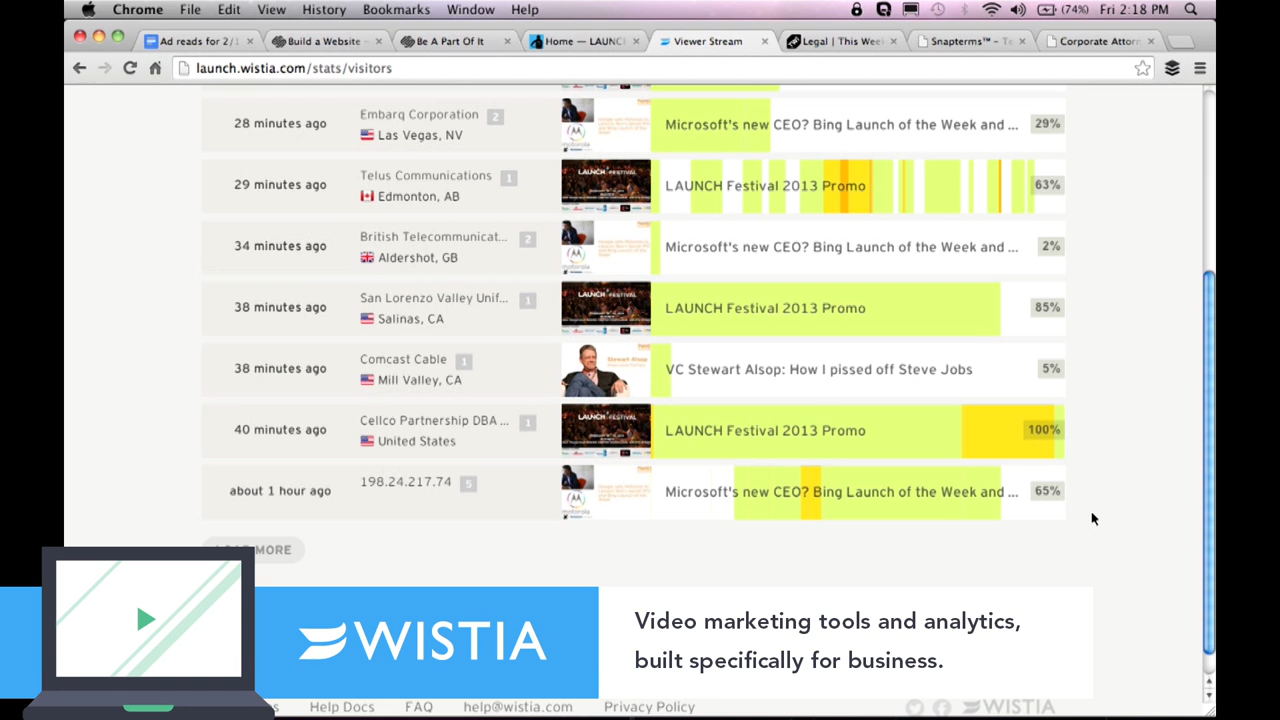 Chrome File Edit View History Bookmarks Window Help (74%) Fri 2:18 PM
Ad reads for 2/1 Build a Website – Be A Part Of It Home — LAUNCH Viewer Stream Legal | This Week Snapterms™ – Te Corporate Attorn
launch.wistia.com/stats/visitors
28 minutes ago Embarq Corporation 2 Las Vegas, NV Microsoft's new CEO? Bing Launch of the Week and ... 29%
29 minutes ago Telus Communications 1 Edmonton, AB LAUNCH Festival 2013 Promo 63%
34 minutes ago British Telecommunicat... 2 Aldershot, GB Microsoft's new CEO? Bing Launch of the Week and ... 2%
38 minutes ago San Lorenzo Valley Unif... 1 Salinas, CA LAUNCH Festival 2013 Promo 85%
38 minutes ago Comcast Cable 1 Mill Valley, CA VC Stewart Alsop: How I pissed off Steve Jobs 5%
40 minutes ago Cellco Partnership DBA ... 1 United States LAUNCH Festival 2013 Promo 100%
about 1 hour ago 198.24.217.74 5 Microsoft's new CEO? Bing Launch of the Week and ... 65%
MORE
WISTIA
Video marketing tools and analytics,
built specifically for business.
Help Docs FAQ help@wistia.com Privacy Policy WISTIA